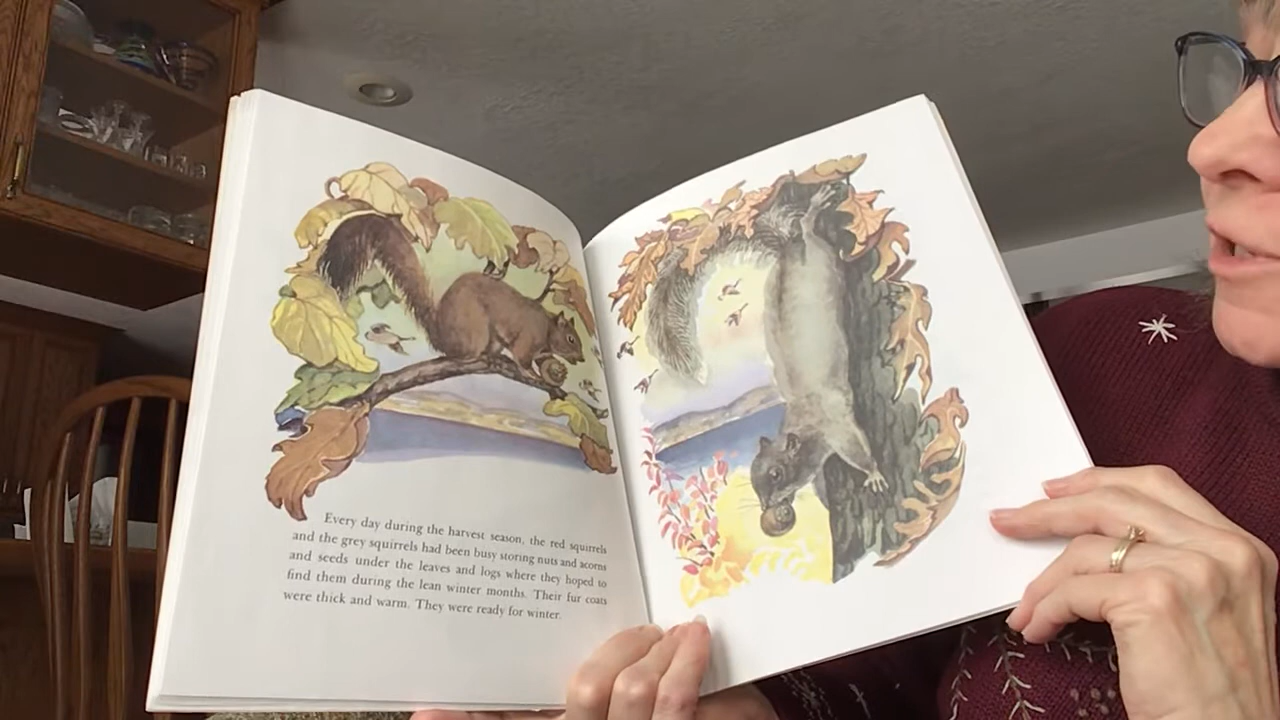 Every day during the harvest season, the red squirrels
and the grey squirrels had been busy storing nuts and acorns
and seeds under the leaves and logs where they hoped to
find them during the lean winter months. Their fur coats
were thick and warm. They were ready for winter.